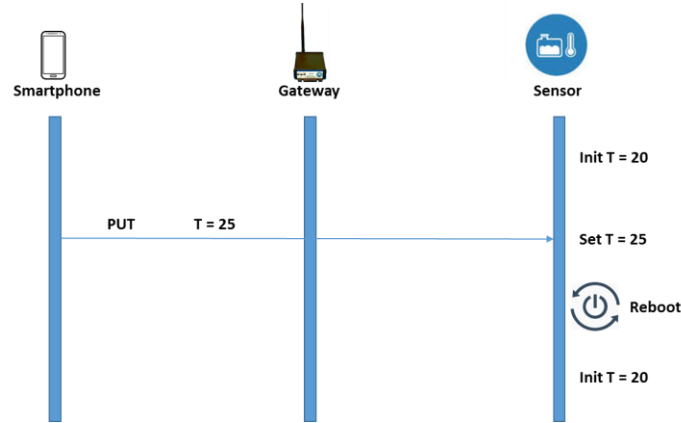 Smartphone
Gateway
Sensor
Init T = 20
PUT T = 25
Set T = 25
Reboot
Init T = 20